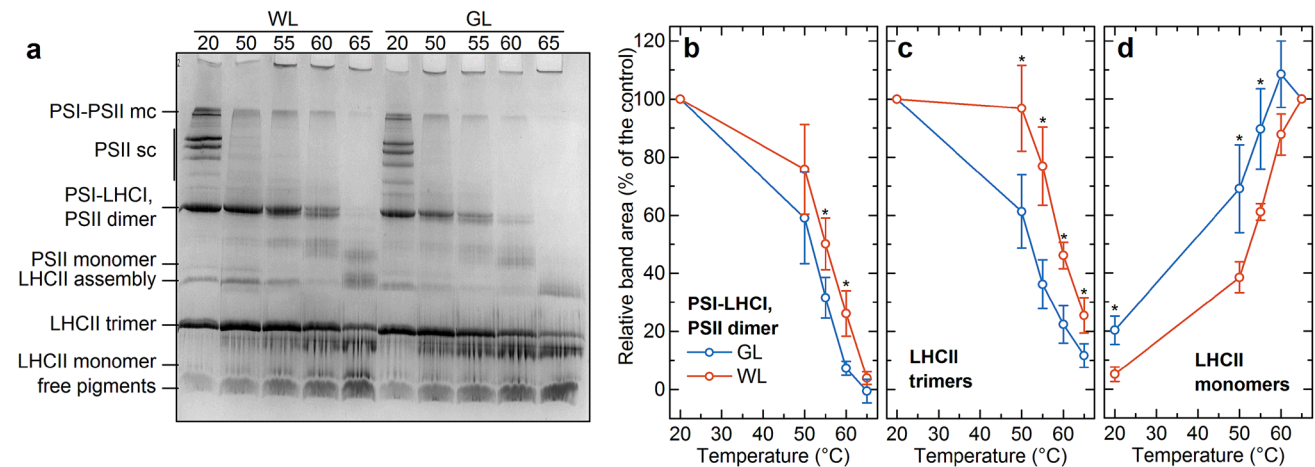 a
WL
GL
20 50 55 60 65 20 50 55 60 65
PSI-PSII mc
PSII sc
PSI-LHCI,
PSII dimer
PSII monomer
LHCII assembly
LHCII trimer
LHCII monomer
free pigments
Relative band area (% of the control)
120
100
80
60
40
20
0
b
*
*
PSI-LHCI,
PSII dimer
GL
WL
20 30 40 50 60
Temperature (°C)
c
*
*
*
*
LHCII
trimers
20 30 40 50 60
Temperature (°C)
d
*
*
*
LHCII
monomers
20 30 40 50 60
Temperature (°C)